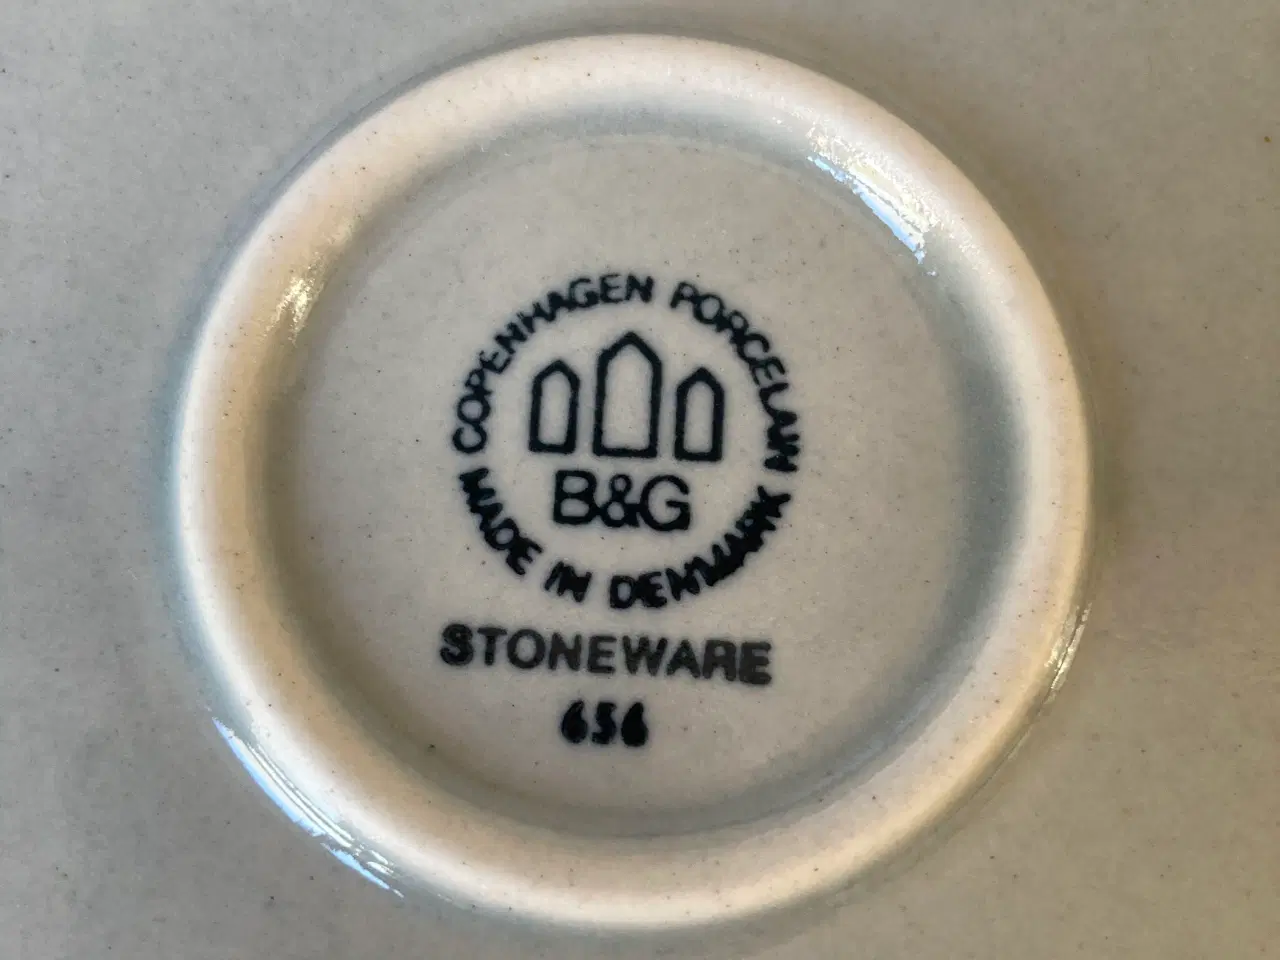 COPENHAGEN PORCELAIN
B&G
MADE IN DENMARK
STONEWARE
656